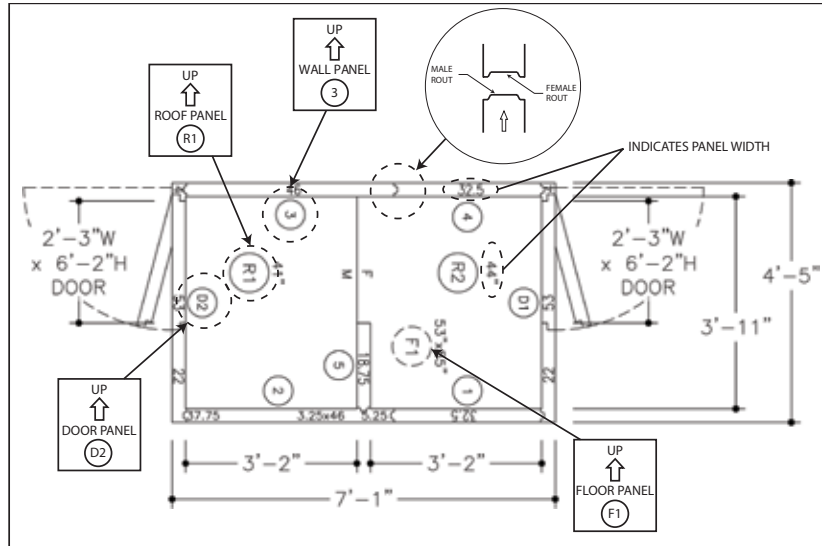 UP
WALL PANEL
3
UP
ROOF PANEL
R1
MALE
ROUT
FEMALE
ROUT
INDICATES PANEL WIDTH
32.5
3
4
2'-3"W
x 6'-2"H
DOOR
R1
44"
M
F
R2
44"
2'-3"W
x 6'-2"H
DOOR
4'-5"
3'-11"
53
D2
D1
53
F1
22
5
18.75
22
2
1
37.75
3.25x46
5.25
32.5
UP
DOOR PANEL
D2
3'-2"
3'-2"
7'-1"
UP
FLOOR PANEL
F1